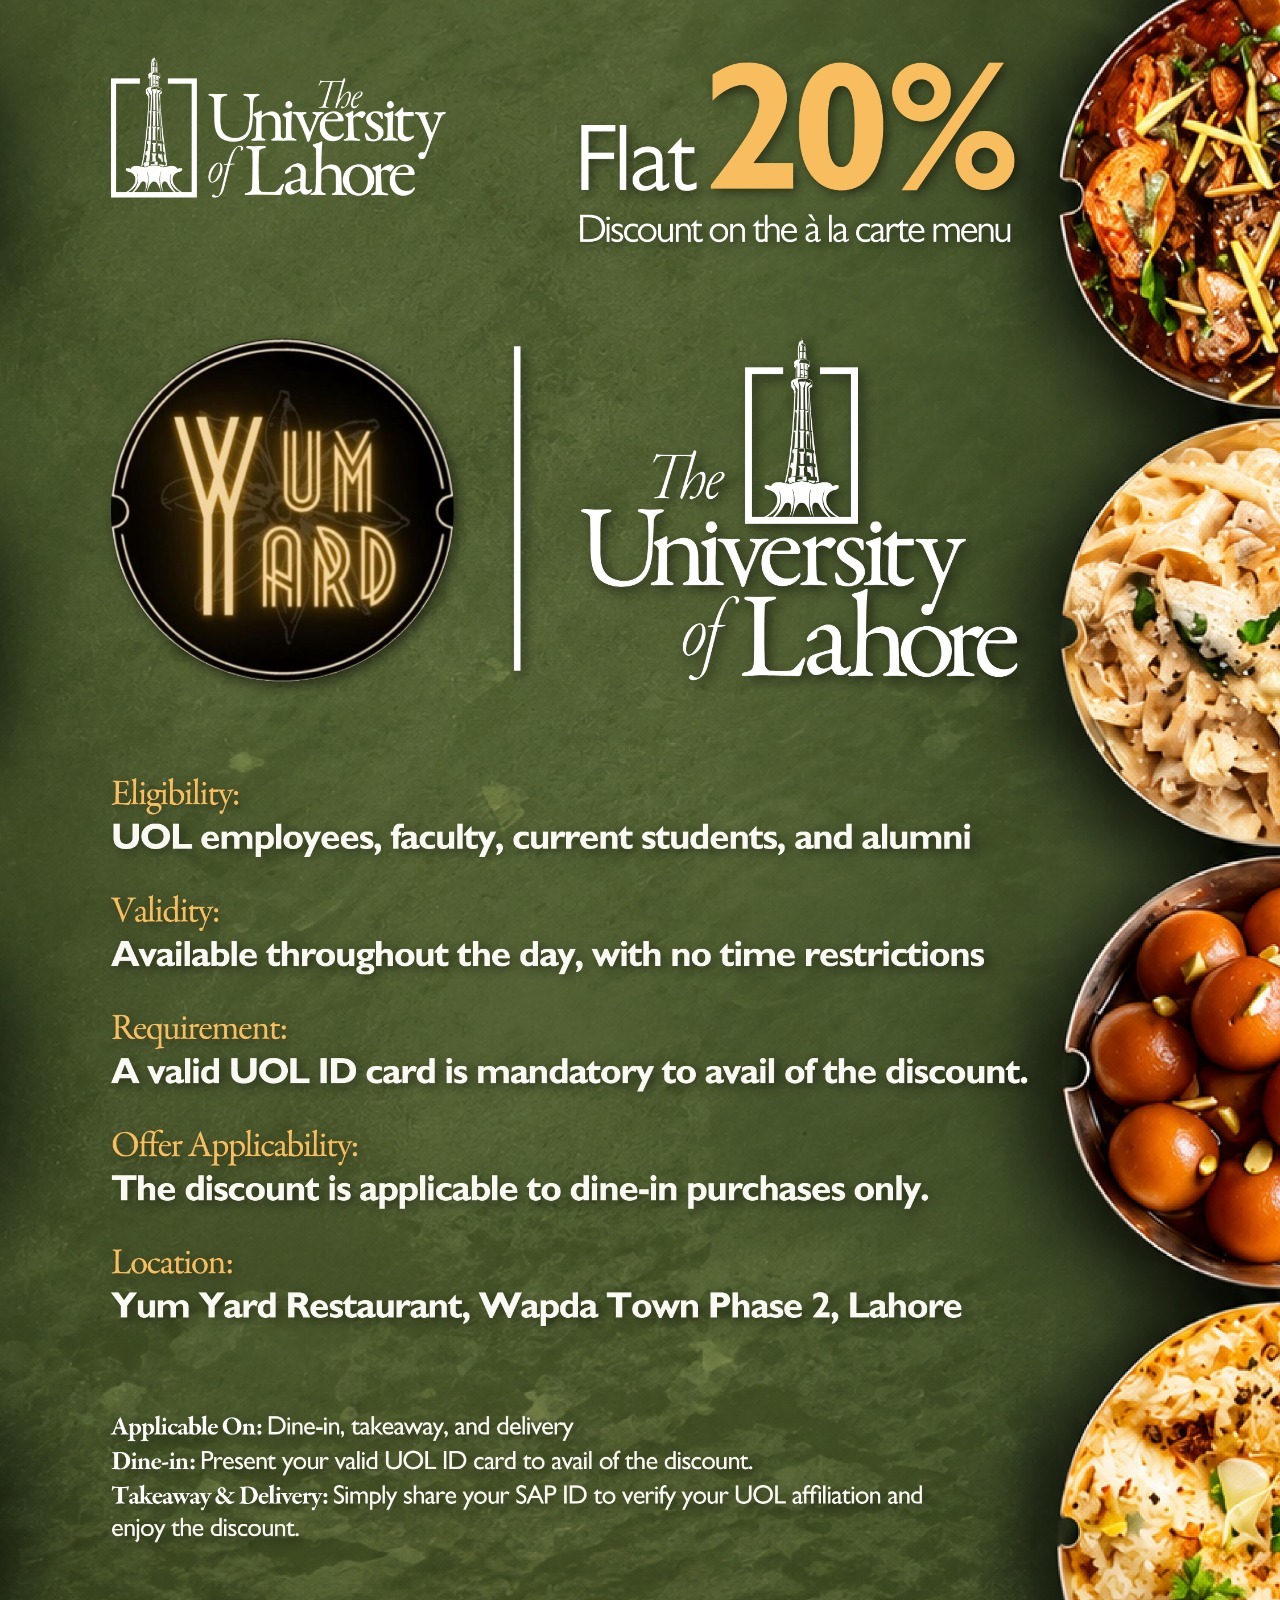 The
University
of Lahore
Flat 20%
Discount on the à la carte menu
YUM
YARD
The
University
of Lahore
Eligibility:
UOL employees, faculty, current students, and alumni
Validity:
Available throughout the day, with no time restrictions
Requirement:
A valid UOL ID card is mandatory to avail of the discount.
Offer Applicability:
The discount is applicable to dine-in purchases only.
Location:
Yum Yard Restaurant, Wapda Town Phase 2, Lahore
Applicable On: Dine-in, takeaway, and delivery
Dine-in: Present your valid UOL ID card to avail of the discount.
Takeaway & Delivery: Simply share your SAP ID to verify your UOL affiliation and
enjoy the discount.